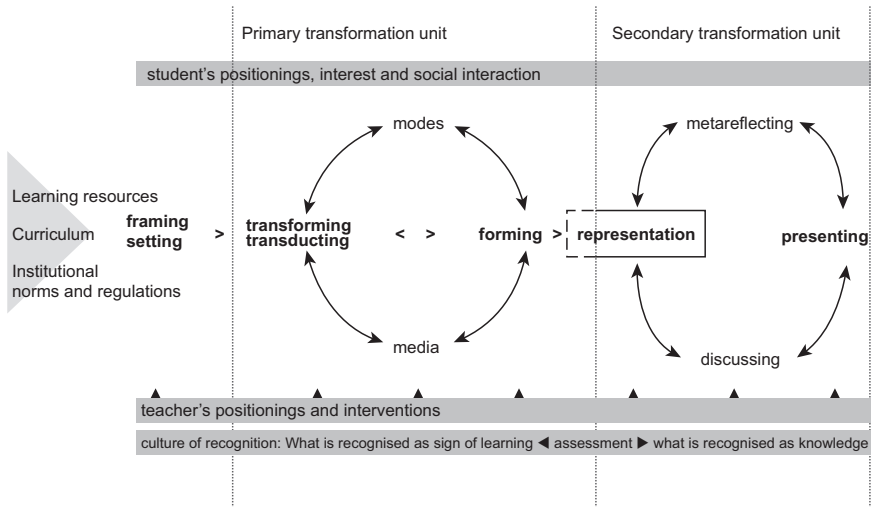 Primary transformation unit
Secondary transformation unit
student's positionings, interest and social interaction
modes
metareflecting
Learning resources
Curriculum
Institutional
norms and regulations
framing
setting
>
transforming
transducting
< >
forming
>
representation
presenting
media
discussing
teacher's positionings and interventions
culture of recognition: What is recognised as sign of learning ◀ assessment ▶ what is recognised as knowledge